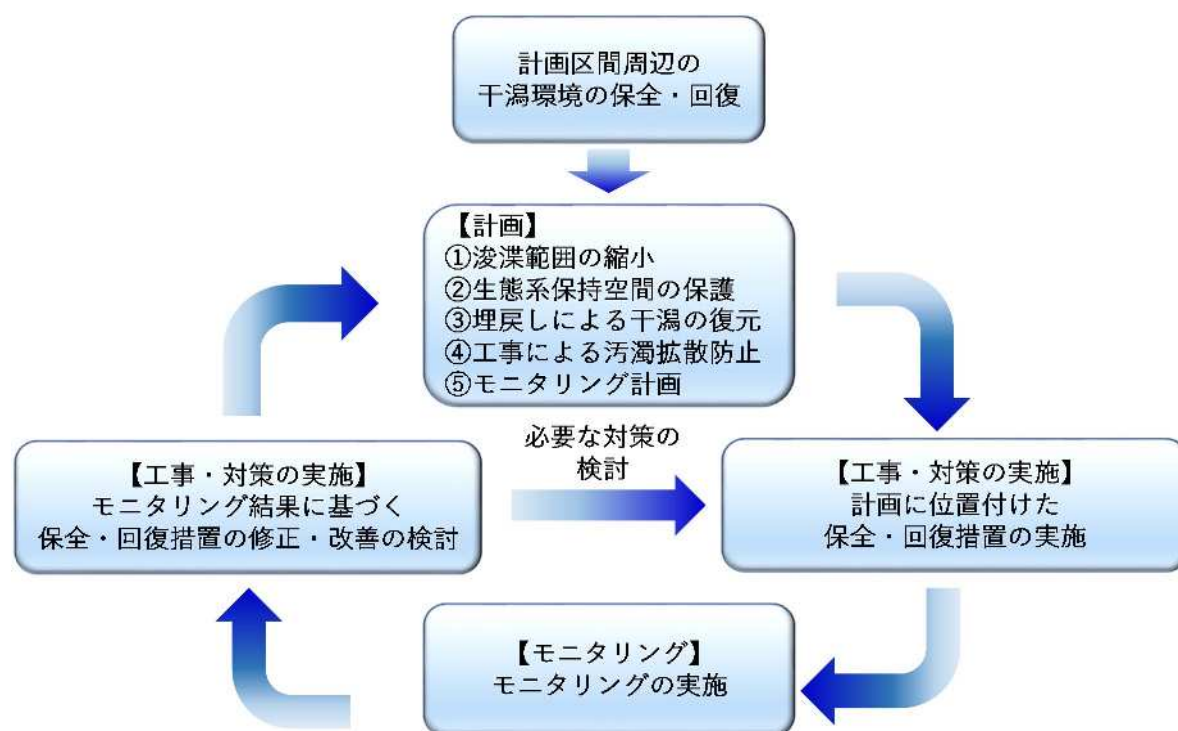 計画区間周辺の
干潟環境の保全・回復
【計画】
①浚渫範囲の縮小
②生態系保持空間の保護
③埋戻しによる干潟の復元
④工事による汚濁拡散防止
⑤モニタリング計画
必要な対策の
検討
【工事・対策の実施】
モニタリング結果に基づく
保全・回復措置の修正・改善の検討
【工事・対策の実施】
計画に位置付けた
保全・回復措置の実施
【モニタリング】
モニタリングの実施